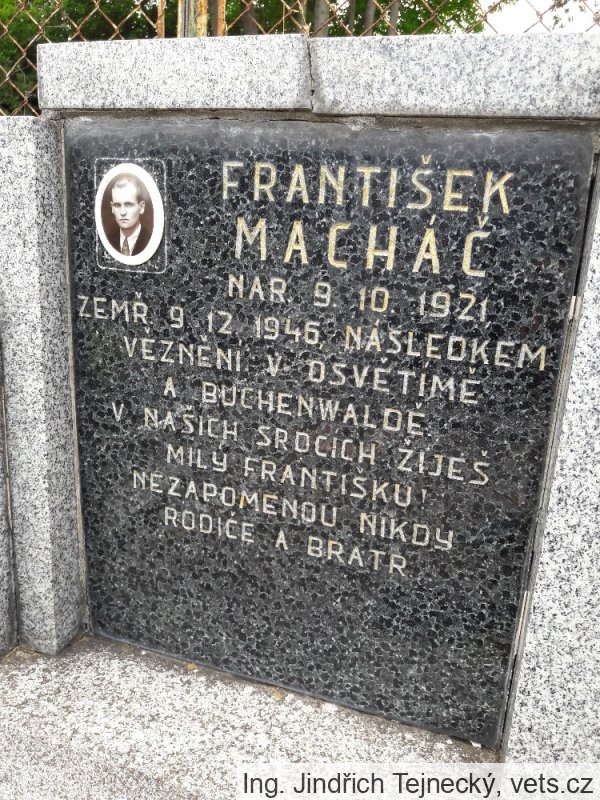 FRANTIŠEK
MACHÁČ
NAR. 9. 10. 1921
ZEMŘ. 9. 12. 1946, NÁSLEDKEM
VĚZNĚNÍ V OSVĚTÍMĚ
A BUCHENWALDĚ.
V NAŠICH SRDCÍCH ŽIJEŠ
MILÝ FRANTIŠKU!
NEZAPOMENOU NIKDY
RODIČE A BRATR.
Ing. Jindřich Tejnecký, vets.cz